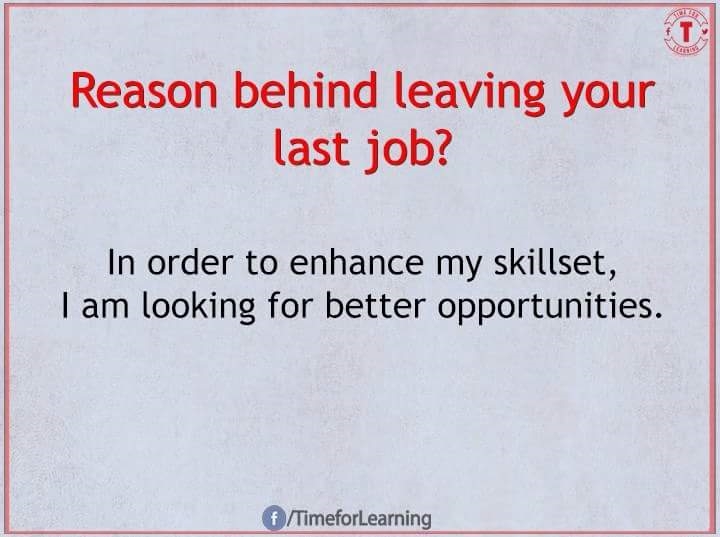 TIME FOR
T
LEARNING
Reason behind leaving your
last job?
In order to enhance my skillset,
I am looking for better opportunities.
f /TimeforLearning